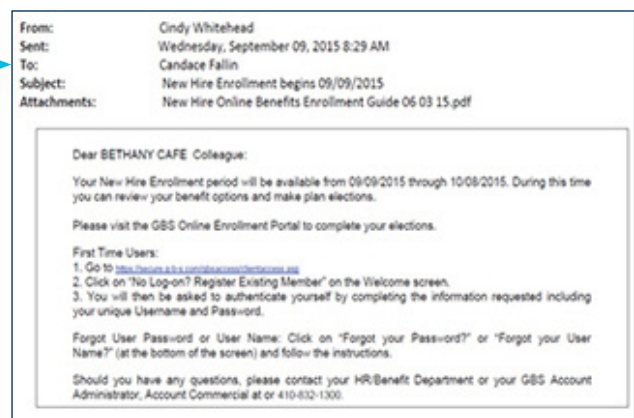 From: Cindy Whitehead
Sent: Wednesday, September 09, 2015 8:29 AM
To: Candace Fallin
Subject: New Hire Enrollment begins 09/09/2015
Attachments: New Hire Online Benefits Enrollment Guide 06 03 15.pdf
Dear BETHANY CAFE Colleague:
Your New Hire Enrollment period will be available from 09/09/2015 through 10/08/2015. During this time
you can review your benefit options and make plan elections.
Please visit the GBS Online Enrollment Portal to complete your elections.
First Time Users:
1. Go to
2. Click on "No Log-on? Register Existing Member" on the Welcome screen.
3. You will then be asked to authenticate yourself by completing the information requested including
your unique Username and Password.
Forgot User Password or User Name: Click on "Forgot your Password?" or "Forgot your User
Name?" (at the bottom of the screen) and follow the instructions.
Should you have any questions, please contact your HR/Benefit Department or your GBS Account
Administrator, Account Commercial at or 410-832-1300.